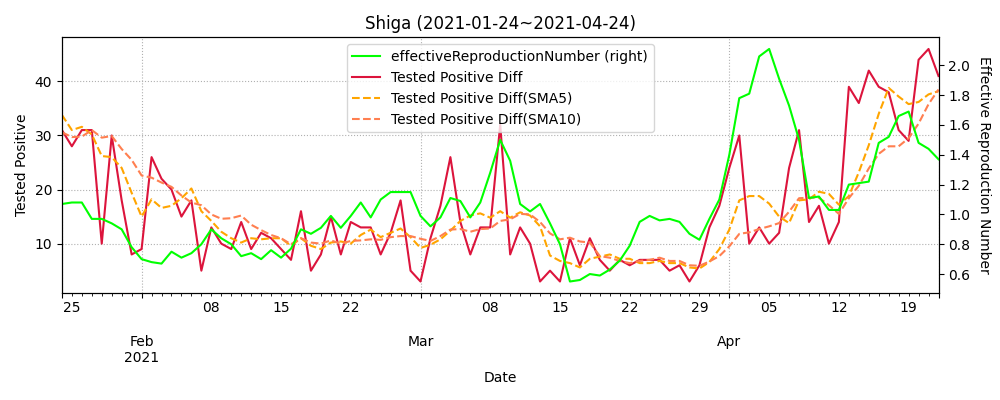 Shiga (2021-01-24~2021-04-24)
effectiveReproductionNumber (right)
Tested Positive Diff
Tested Positive Diff(SMA5)
Tested Positive Diff(SMA10)
Tested Positive
40
30
20
10
Effective Reproduction Number
2.0
1.8
1.6
1.4
1.2
1.0
0.8
0.6
25 08 15 22 08 15 22 29 05 12 19
Feb Mar Apr
2021
Date